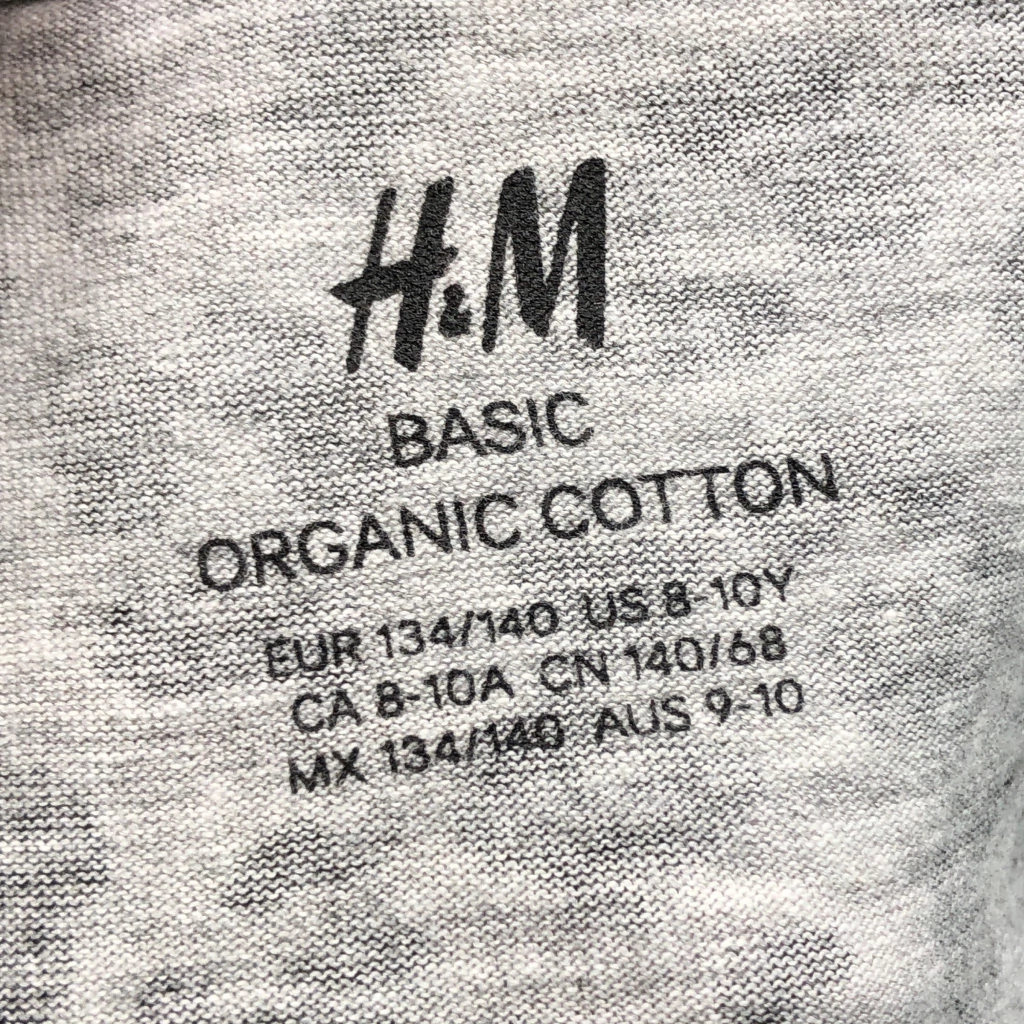 H&M
BASIC
ORGANIC COTTON
EUR 134/140 US 8-10Y
CA 8-10A CN 140/68
MX 134/140 AUS 9-10